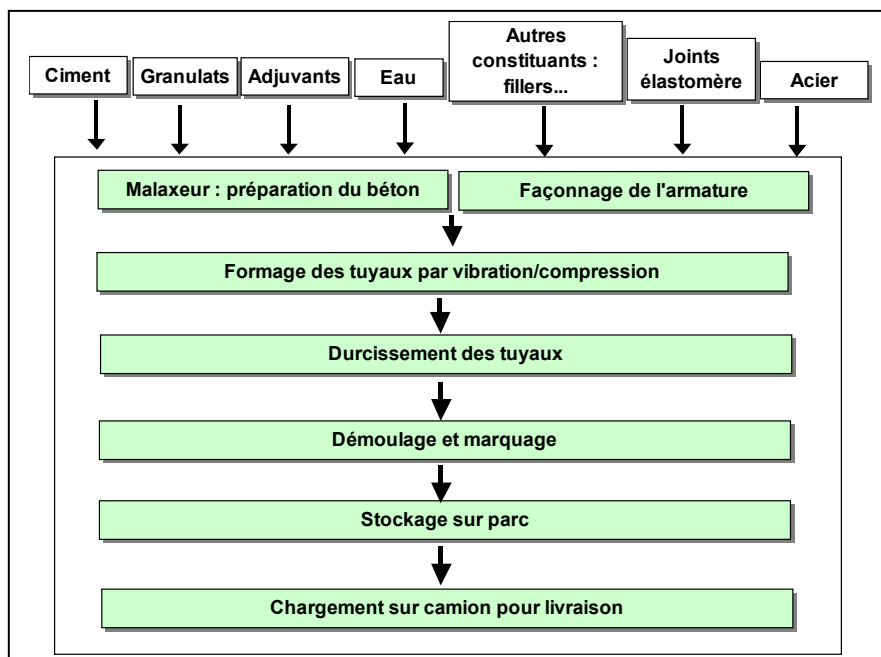 Ciment
Granulats
Adjuvants
Eau
Autres
constituants :
fillers...
Joints
élastomère
Acier
Malaxeur : préparation du béton
Façonnage de l'armature
Formage des tuyaux par vibration/compression
Durcissement des tuyaux
Démoulage et marquage
Stockage sur parc
Chargement sur camion pour livraison